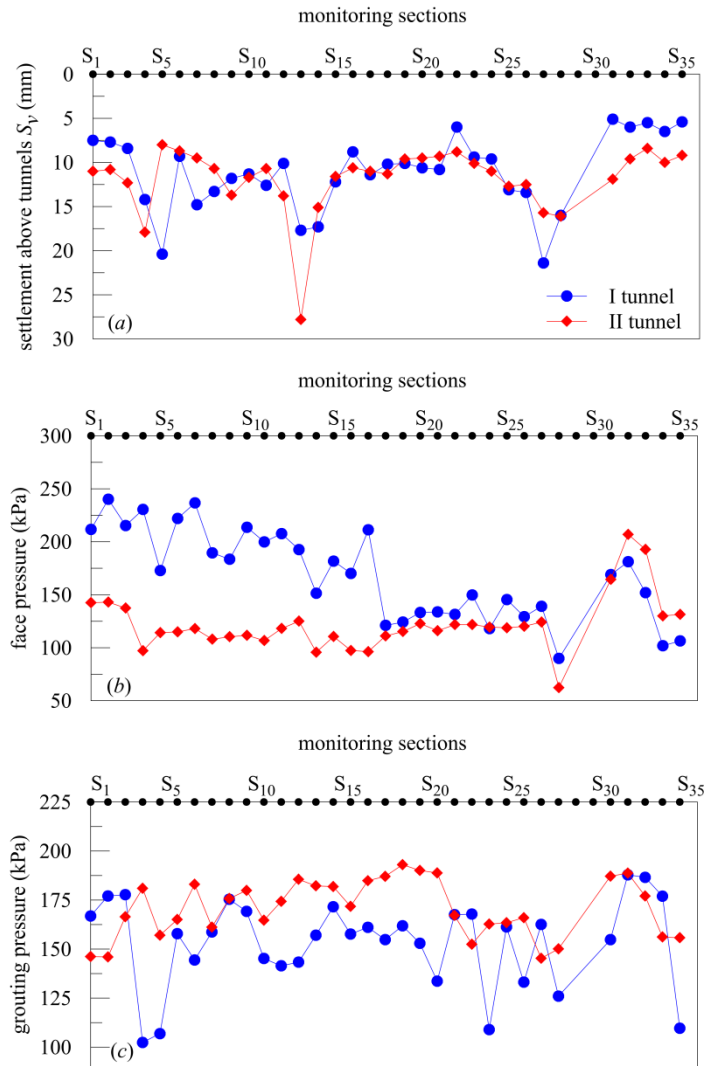 monitoring sections
S1 S5 S10 S15 S20 S25 S30 S35
0
5
10
15
20
25
30
settlement above tunnels Sv (mm)
I tunnel
II tunnel
(a)
monitoring sections
S1 S5 S10 S15 S20 S25 S30 S35
300
250
200
150
100
50
face pressure (kPa)
(b)
monitoring sections
S1 S5 S10 S15 S20 S25 S30 S35
225
200
175
150
125
100
grouting pressure (kPa)
(c)